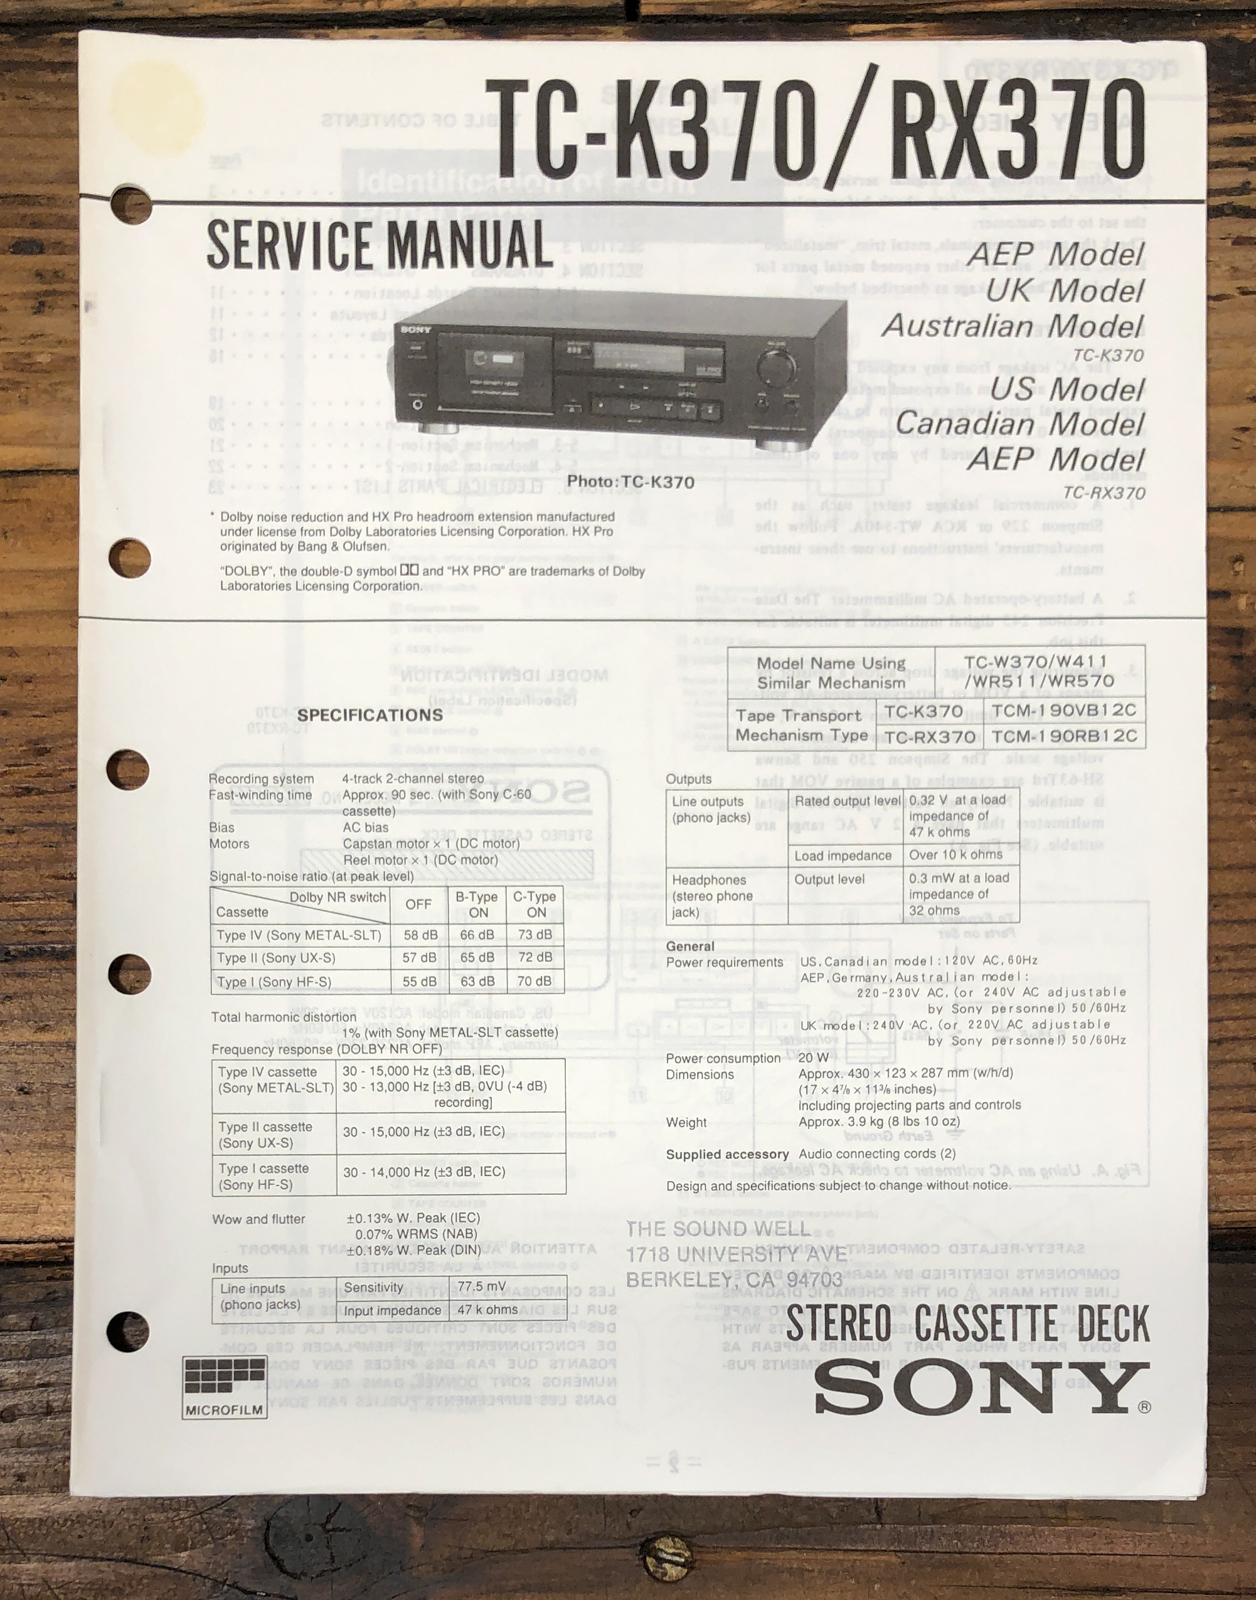 TC-K370/RX370
SERVICE MANUAL
AEP Model
UK Model
Australian Model
TC-K370
US Model
Canadian Model
AEP Model
TC-RX370
SONY
Photo: TC-K370
* Dolby noise reduction and HX Pro headroom extension manufactured
under license from Dolby Laboratories Licensing Corporation. HX Pro
originated by Bang & Olufsen.
"DOLBY", the double-D symbol and "HX PRO" are trademarks of Dolby
Laboratories Licensing Corporation.
Model Name Using Similar Mechanism TC-W370/W411 /WR511/WR570
Tape Transport Mechanism Type TC-K370 TCM-190VB12C
TC-RX370 TCM-190RB12C
SPECIFICATIONS
Recording system 4-track 2-channel stereo
Fast-winding time Approx. 90 sec. (with Sony C-60
cassette)
Bias AC bias
Motors Capstan motor × 1 (DC motor)
Reel motor × 1 (DC motor)
Signal-to-noise ratio (at peak level)
Dolby NR switch
Cassette OFF B-Type ON C-Type ON
Type IV (Sony METAL-SLT) 58 dB 66 dB 73 dB
Type II (Sony UX-S) 57 dB 65 dB 72 dB
Type I (Sony HF-S) 55 dB 63 dB 70 dB
Total harmonic distortion
1% (with Sony METAL-SLT cassette)
Frequency response (DOLBY NR OFF)
Type IV cassette 30 - 15,000 Hz (±3 dB, IEC)
(Sony METAL-SLT) 30 - 13,000 Hz [±3 dB, 0VU (-4 dB)
recording]
Type II cassette
(Sony UX-S) 30 - 15,000 Hz (±3 dB, IEC)
Type I cassette
(Sony HF-S) 30 - 14,000 Hz (±3 dB, IEC)
Wow and flutter ±0.13% W. Peak (IEC)
0.07% WRMS (NAB)
±0.18% W. Peak (DIN)
Inputs
Line inputs (phono jacks) Sensitivity 77.5 mV
Input impedance 47 k ohms
Outputs
Line outputs (phono jacks) Rated output level 0.32 V at a load
impedance of
47 k ohms
Load impedance Over 10 k ohms
Headphones (stereo phone jack) Output level 0.3 mW at a load
impedance of
32 ohms
General
Power requirements US, Canadian model: 120V AC, 60Hz
AEP, Germany, Australian model:
220-230V AC, (or 240V AC adjustable
by Sony personnel) 50/60Hz
UK model: 240V AC, (or 220V AC adjustable
by Sony personnel) 50/60Hz
Power consumption 20 W
Dimensions Approx. 430 × 123 × 287 mm (w/h/d)
(17 × 4⅞ × 11⅜ inches)
Including projecting parts and controls
Weight Approx. 3.9 kg (8 lbs 10 oz)
Supplied accessory Audio connecting cords (2)
Design and specifications subject to change without notice.
THE SOUND WELL
1718 UNIVERSITY AVE
BERKELEY, CA 94703
STEREO CASSETTE DECK
SONY®
MICROFILM